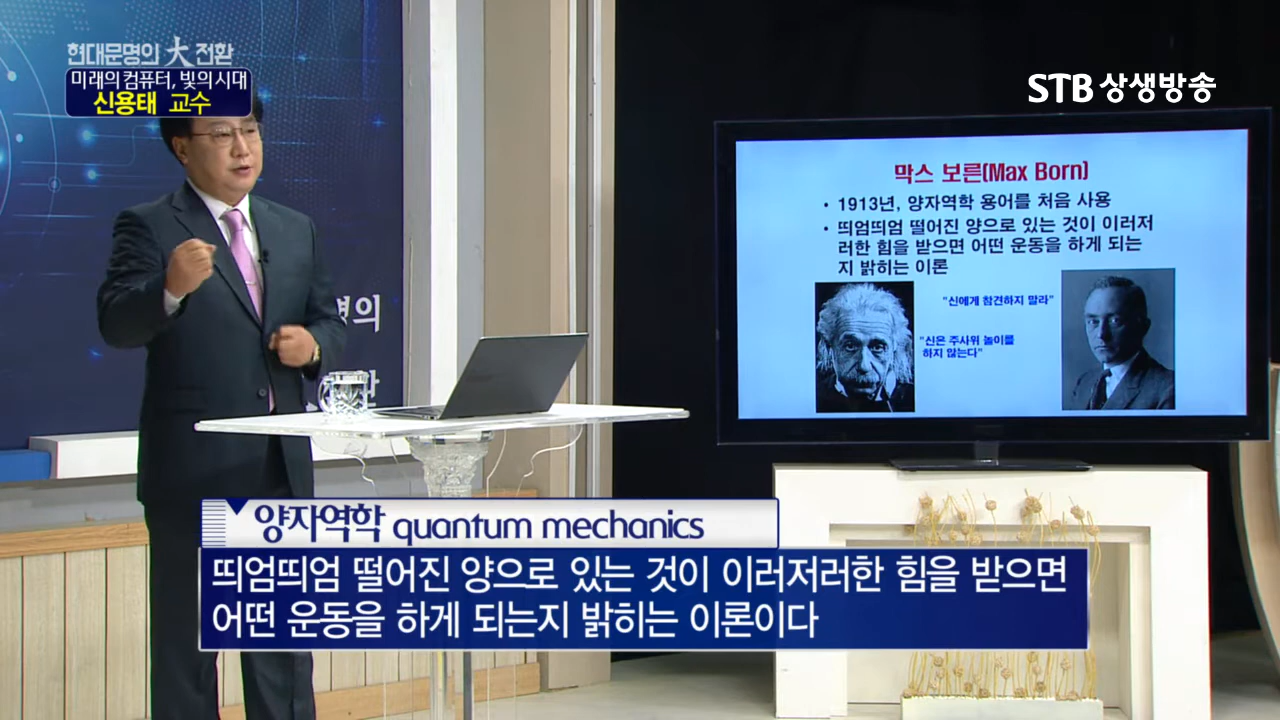 현대문명의 大 전환
미래의 컴퓨터, 빛의 시대
신용태 교수
STB 상생방송
막스 보른(Max Born)
• 1913년, 양자역학 용어를 처음 사용
• 띄엄띄엄 떨어진 양으로 있는 것이 이러저
러한 힘을 받으면 어떤 운동을 하게 되는
지 밝히는 이론
"신에게 참견하지 말라"
"신은 주사위 놀이를
하지 않는다"
양자역학 quantum mechanics
띄엄띄엄 떨어진 양으로 있는 것이 이러저러한 힘을 받으면
어떤 운동을 하게 되는지 밝히는 이론이다